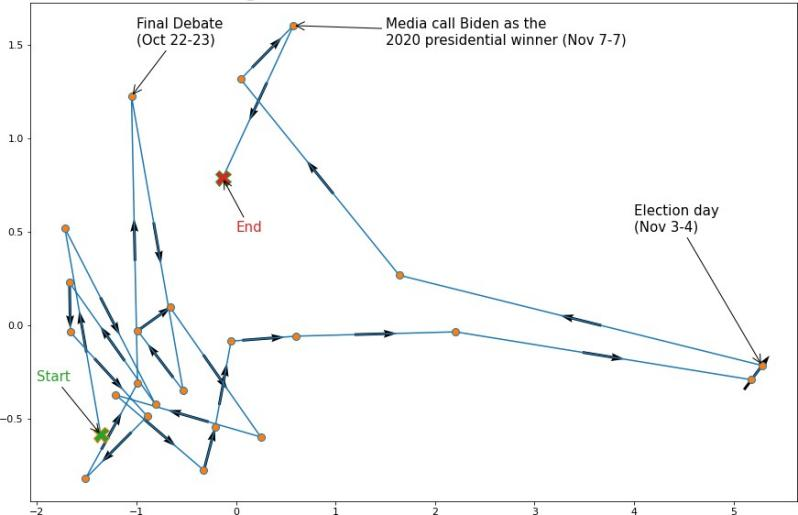 Final Debate
(Oct 22-23)
Media call Biden as the
2020 presidential winner (Nov 7-7)
Election day
(Nov 3-4)
End
Start
1.5
1.0
0.5
0.0
−0.5
−2
−1
0
1
2
3
4
5